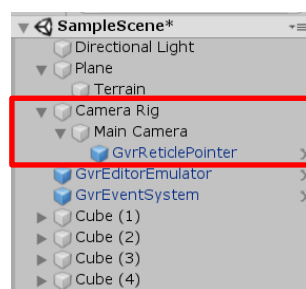 SampleScene*
Directional Light
Plane
Terrain
Camera Rig
Main Camera
GvrReticlePointer
GvrEditorEmulator
GvrEventSystem
Cube (1)
Cube (2)
Cube (3)
Cube (4)